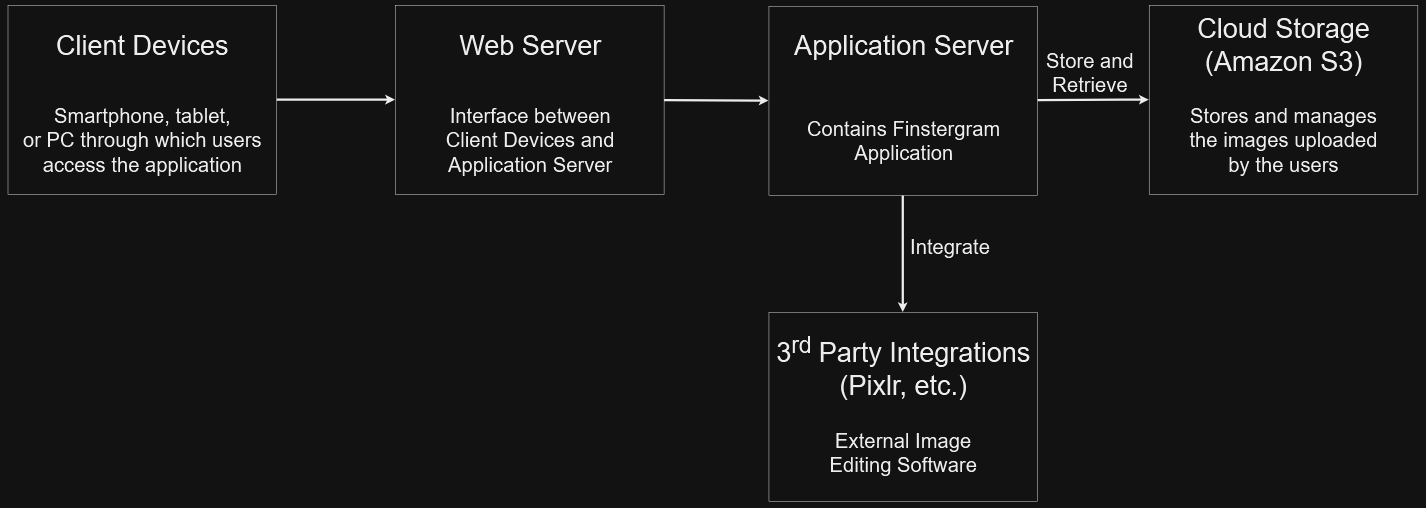 Client Devices
Smartphone, tablet,
or PC through which users
access the application
Web Server
Interface between
Client Devices and
Application Server
Application Server
Contains Finstergram
Application
Store and
Retrieve
Cloud Storage
(Amazon S3)
Stores and manages
the images uploaded
by the users
Integrate
3rd Party Integrations
(Pixlr, etc.)
External Image
Editing Software